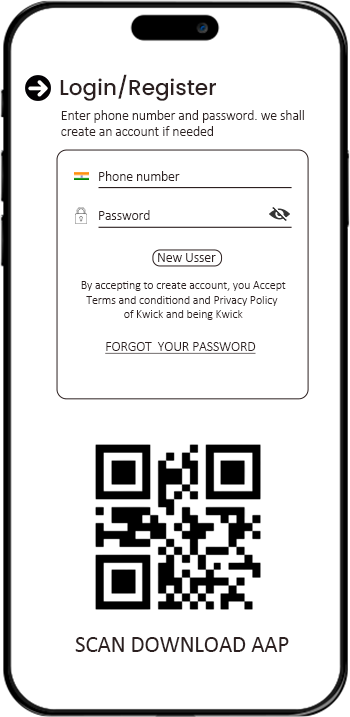 Login/Register
Enter phone number and password. we shall
create an account if needed
Phone number
Password
New Usser
By accepting to create account, you Accept
Terms and conditiond and Privacy Policy
of Kwick and being Kwick
FORGOT  YOUR PASSWORD
SCAN DOWNLOAD AAP